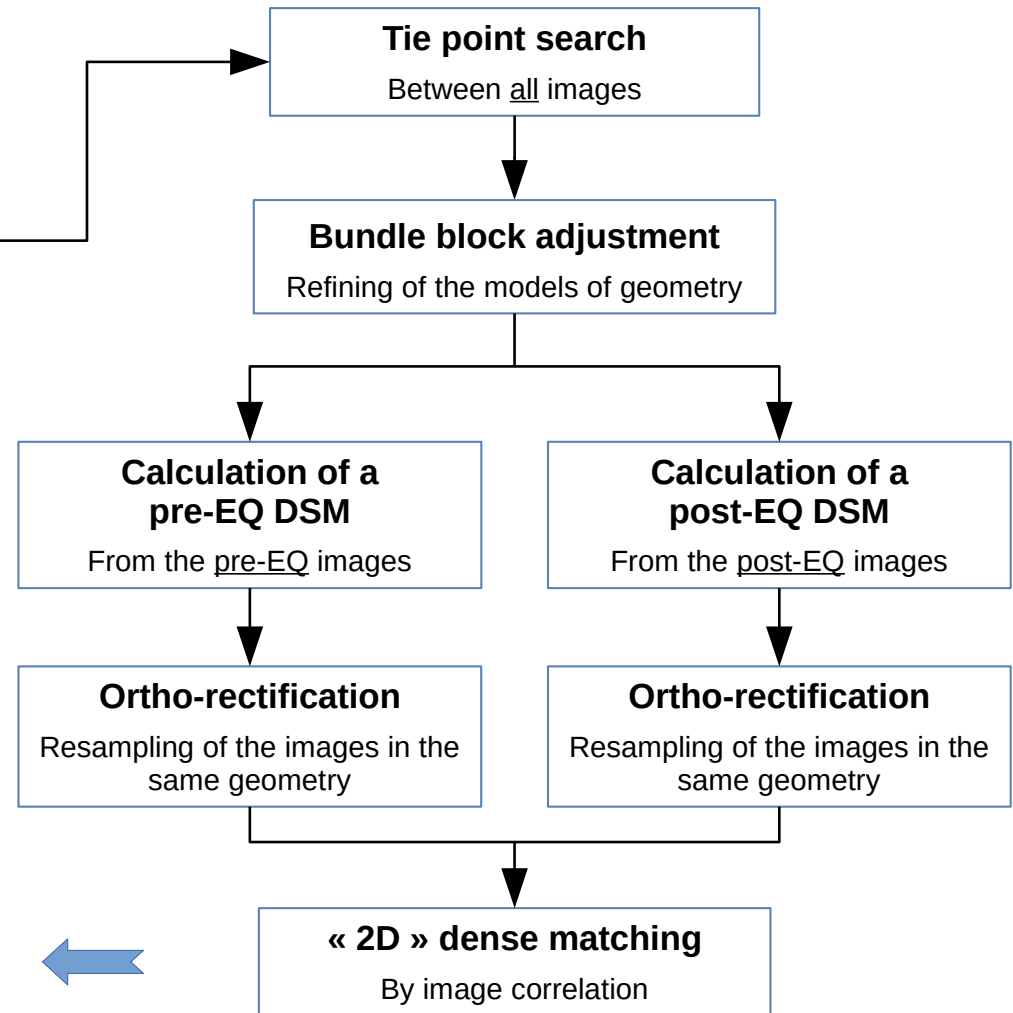 Tie point search
Between all images
Bundle block adjustment
Refining of the models of geometry
Calculation of a
pre-EQ DSM
From the pre-EQ images
Calculation of a
post-EQ DSM
From the post-EQ images
Ortho-rectification
Resampling of the images in the
same geometry
Ortho-rectification
Resampling of the images in the
same geometry
« 2D » dense matching
By image correlation